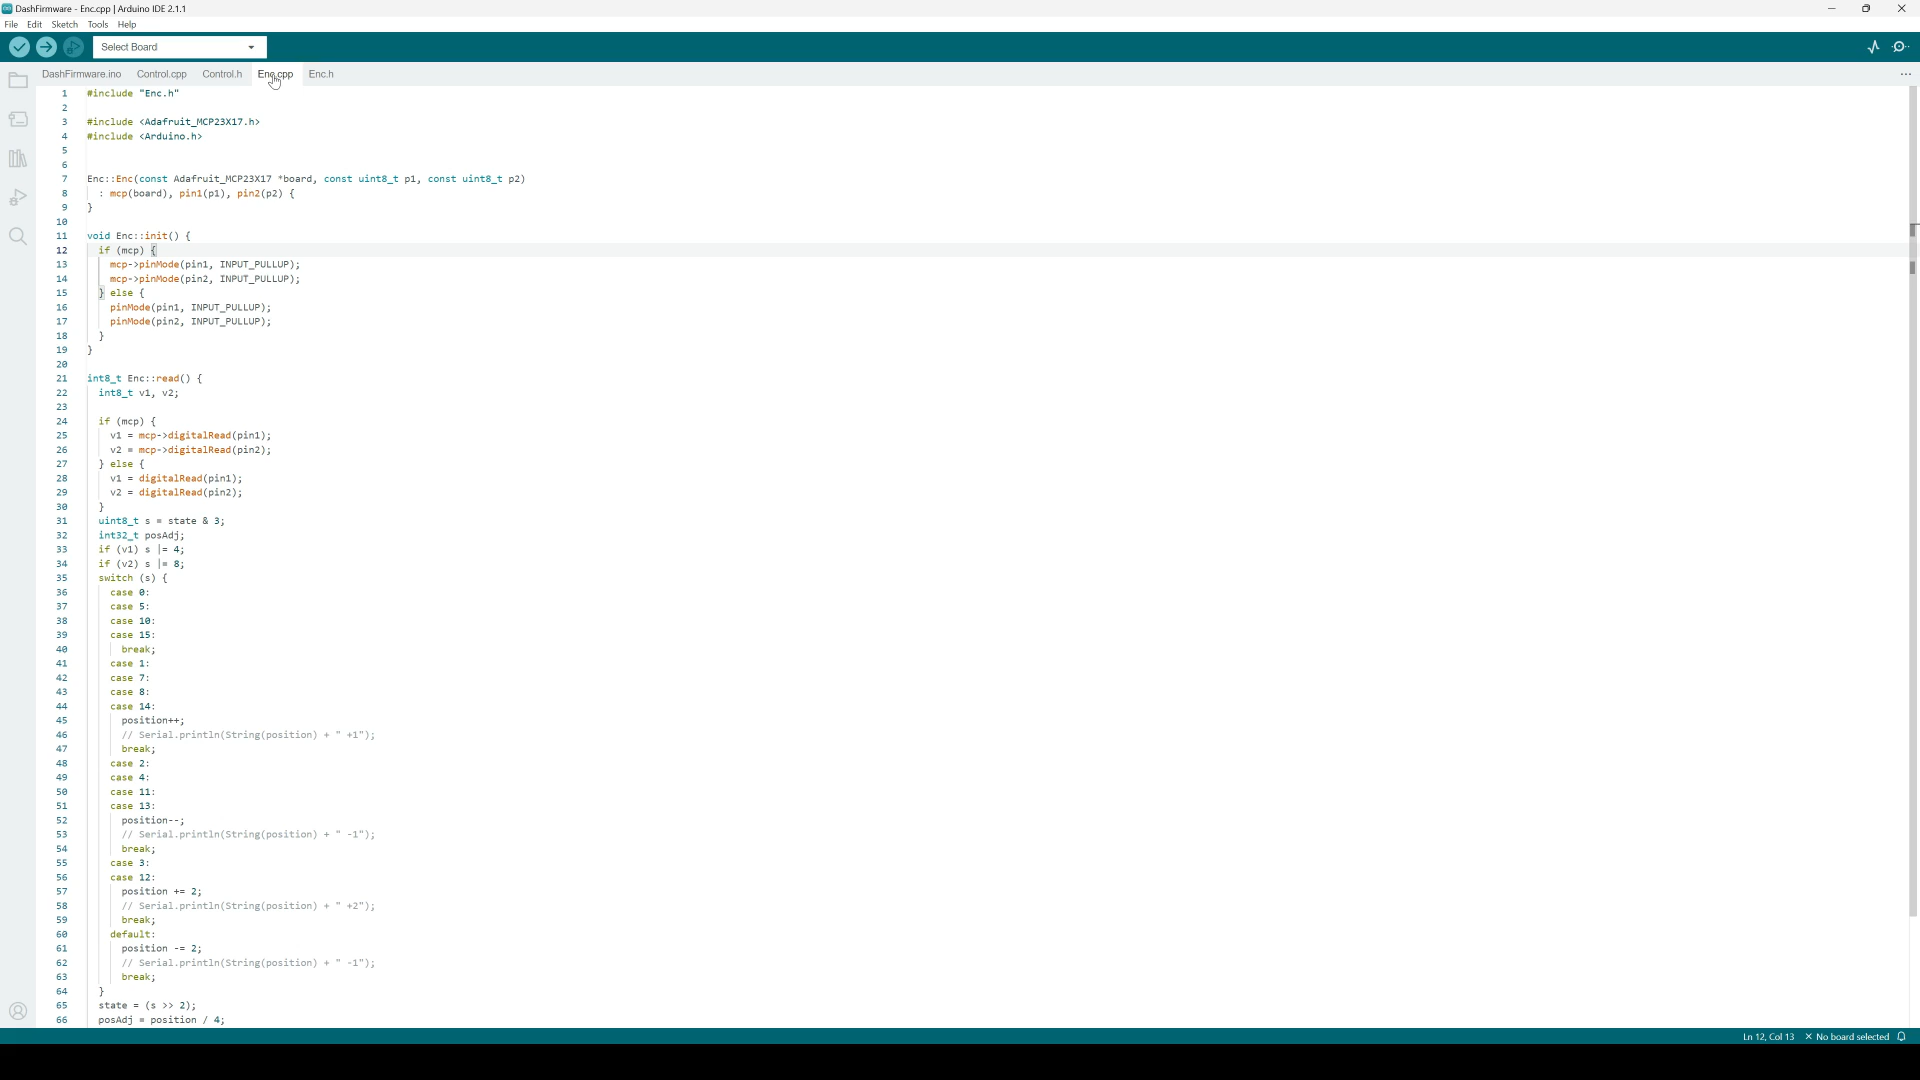 DashFirmware - Enc.cpp | Arduino IDE 2.1.1
File Edit Sketch Tools Help
Select Board
DashFirmware.ino Control.cpp Control.h Enc.cpp Enc.h
1 #include "Enc.h"
2
3 #include <Adafruit_MCP23X17.h>
4 #include <Arduino.h>
5
6
7 Enc::Enc(const Adafruit_MCP23X17 *board, const uint8_t p1, const uint8_t p2)
8 : mcp(board), pin1(p1), pin2(p2) {
9 }
10
11 void Enc::init() {
12 if (mcp) {
13 mcp->pinMode(pin1, INPUT_PULLUP);
14 mcp->pinMode(pin2, INPUT_PULLUP);
15 } else {
16 pinMode(pin1, INPUT_PULLUP);
17 pinMode(pin2, INPUT_PULLUP);
18 }
19 }
20
21 int8_t Enc::read() {
22 int8_t v1, v2;
23
24 if (mcp) {
25 v1 = mcp->digitalRead(pin1);
26 v2 = mcp->digitalRead(pin2);
27 } else {
28 v1 = digitalRead(pin1);
29 v2 = digitalRead(pin2);
30 }
31 uint8_t s = state & 3;
32 int32_t posAdj;
33 if (v1) s |= 4;
34 if (v2) s |= 8;
35 switch (s) {
36 case 0:
37 case 5:
38 case 10:
39 case 15:
40 break;
41 case 1:
42 case 7:
43 case 8:
44 case 14:
45 position++;
46 // Serial.println(String(position) + " +1");
47 break;
48 case 2:
49 case 4:
50 case 11:
51 case 13:
52 position--;
53 // Serial.println(String(position) + " -1");
54 break;
55 case 3:
56 case 12:
57 position += 2;
58 // Serial.println(String(position) + " +2");
59 break;
60 default:
61 position -= 2;
62 // Serial.println(String(position) + " -1");
63 break;
64 }
65 state = (s >> 2);
66 posAdj = position / 4;
Ln 12, Col 13 × No board selected